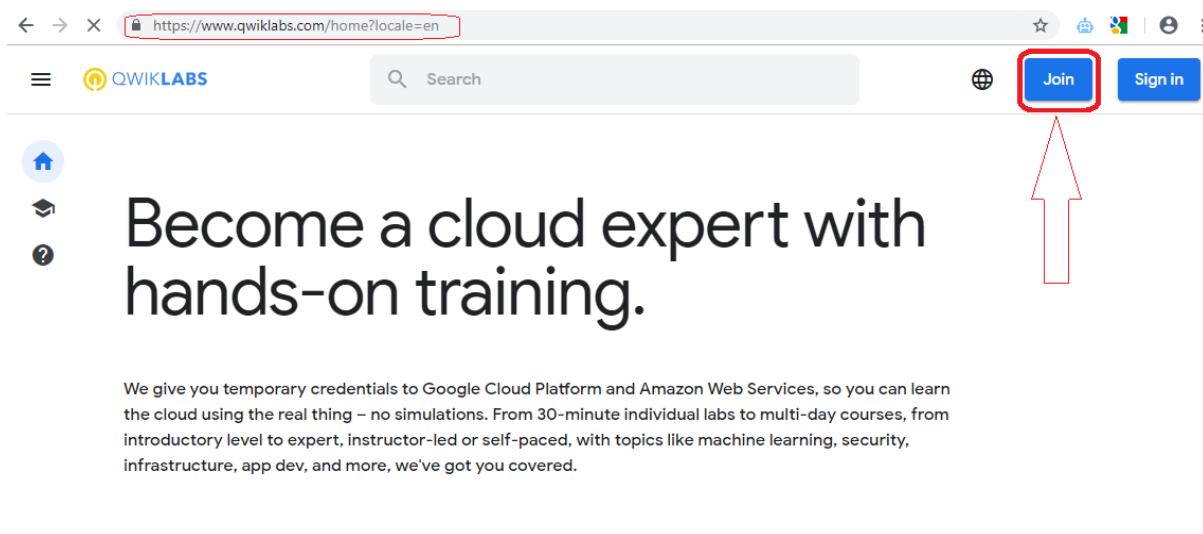 https://www.qwiklabs.com/home?locale=en
QWIKLABS
Search
Join
Sign in
Become a cloud expert with
hands-on training.
We give you temporary credentials to Google Cloud Platform and Amazon Web Services, so you can learn
the cloud using the real thing – no simulations. From 30-minute individual labs to multi-day courses, from
introductory level to expert, instructor-led or self-paced, with topics like machine learning, security,
infrastructure, app dev, and more, we've got you covered.